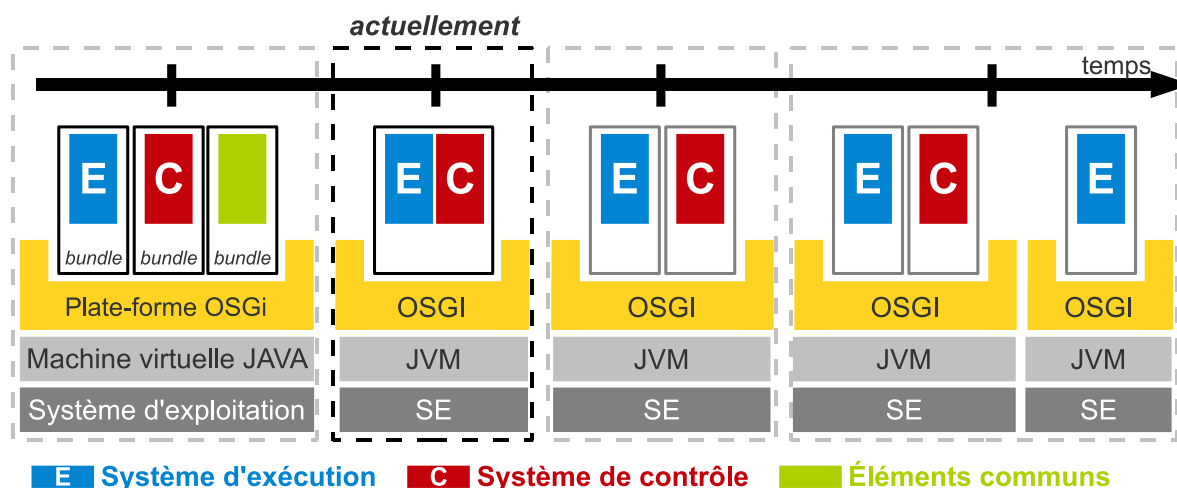 actuellement
temps
E C
bundle bundle bundle
Plate-forme OSGi
Machine virtuelle JAVA
Système d'exploitation
E C
OSGI
JVM
SE
E C
OSGI
JVM
SE
E C
OSGI
JVM
SE
E
OSGI
JVM
SE
E Système d'exécution C Système de contrôle Éléments communs